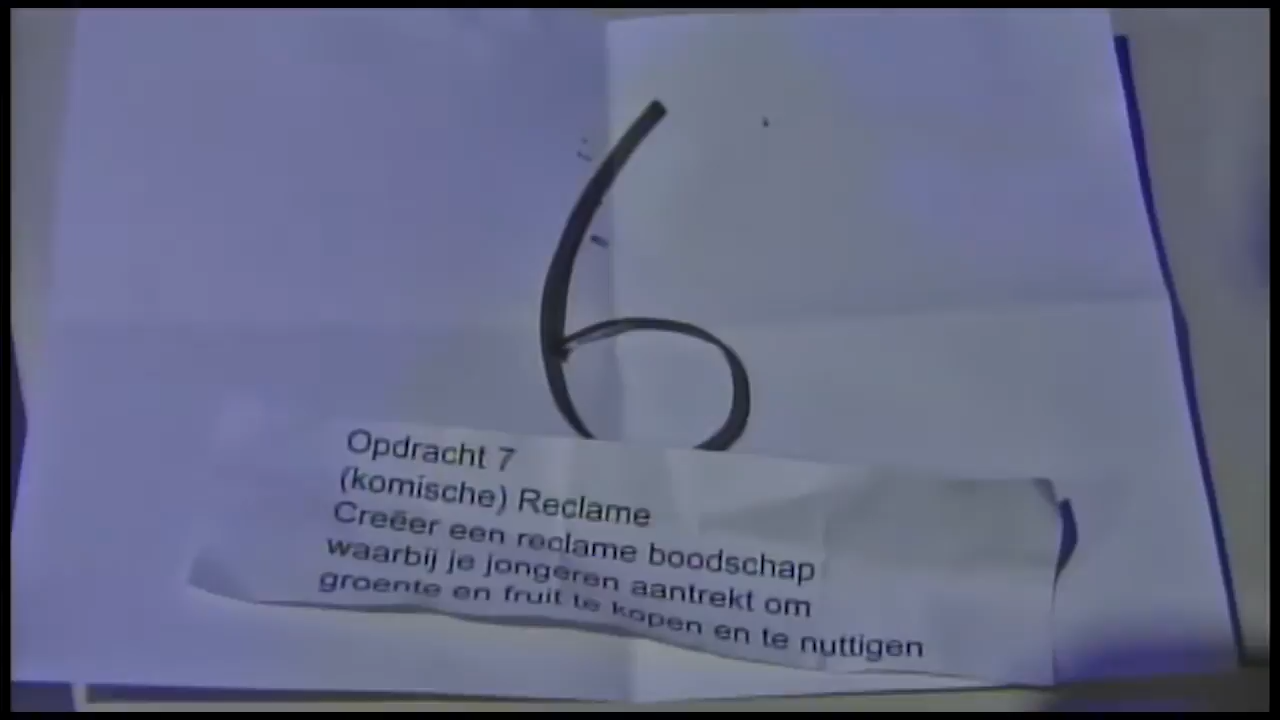 6
Opdracht 7
(komische) Reclame
Creëer een reclame boodschap
waarbij je jongeren aantrekt om
groente en fruit te kopen en te nuttigen